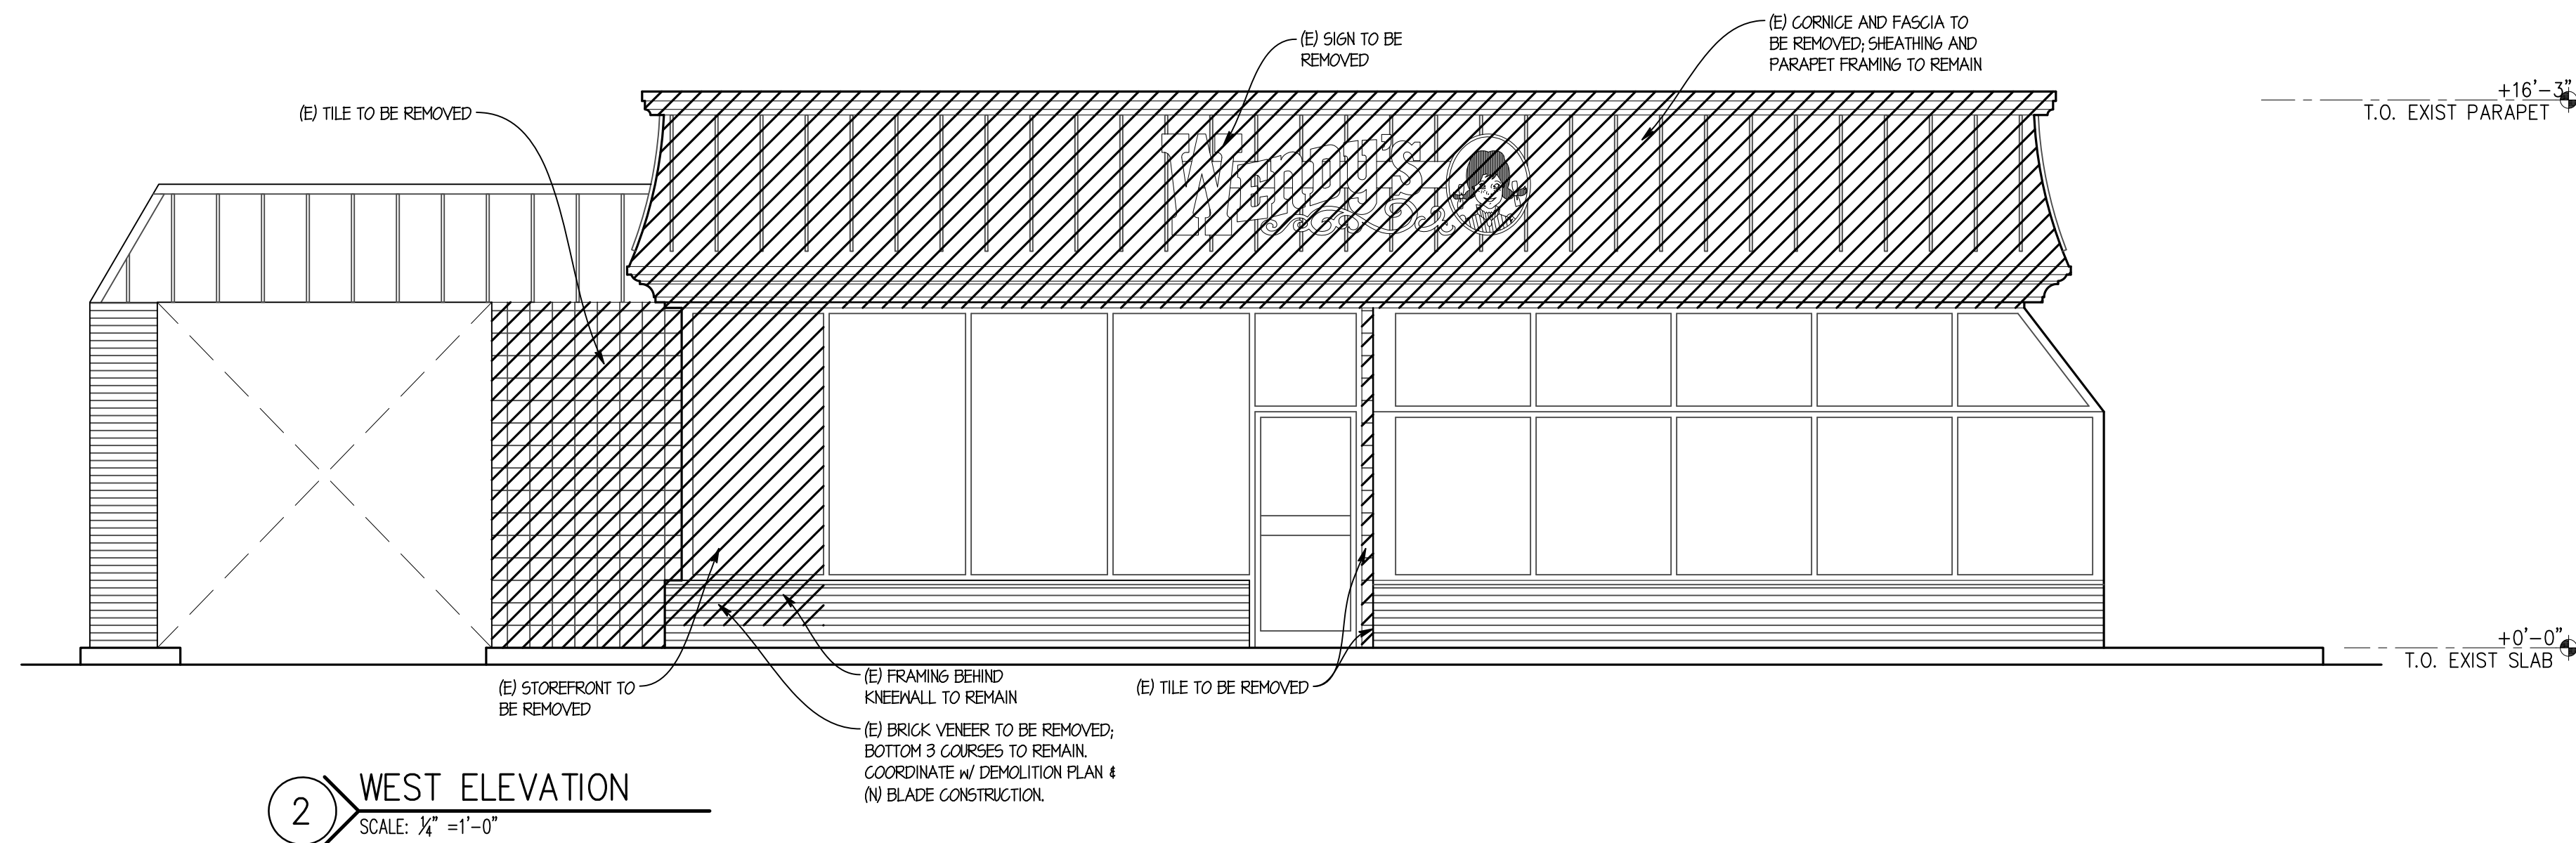 (E) SIGN TO BE
REMOVED
(E) CORNICE AND FASCIA TO
BE REMOVED; SHEATHING AND
PARAPET FRAMING TO REMAIN
+16'-3"
T.O. EXIST PARAPET
(E) TILE TO BE REMOVED
Wendy's
+0'-0"
T.O. EXIST SLAB
(E) STOREFRONT TO
BE REMOVED
(E) FRAMING BEHIND
KNEEWALL TO REMAIN
(E) TILE TO BE REMOVED
(E) BRICK VENEER TO BE REMOVED;
BOTTOM 3 COURSES TO REMAIN.
COORDINATE w/ DEMOLITION PLAN &
(N) BLADE CONSTRUCTION.
2
WEST ELEVATION
SCALE: ¼" =1'-0"